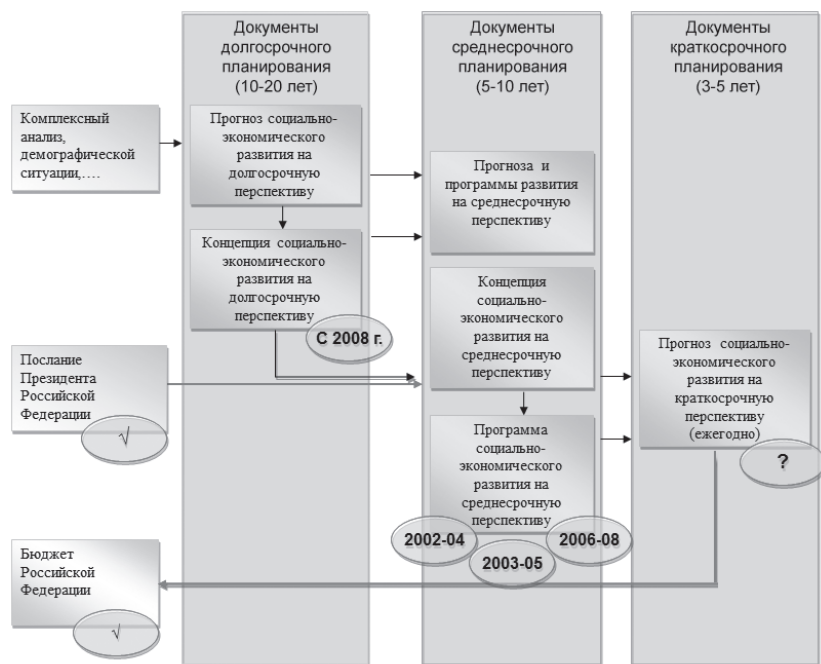 Документы
долгосрочного
планирования
(10-20 лет)
Документы
среднесрочного
планирования
(5-10 лет)
Документы
краткосрочного
планирования
(3-5 лет)
Комплексный
анализ,
демографической
ситуации,....
Прогноз социально-
экономического
развития на
долгосрочную
перспективу
Прогноза и
программы развития
на среднесрочную
перспективу
Концепция социально-
экономического
развития на
долгосрочную
перспективу
С 2008 г.
Концепция
социально-
экономического
развития на
среднесрочную
перспективу
Послание
Президента
Российской
Федерации
√
Прогноз социально-
экономического
развития на
краткосрочную
перспективу
(ежегодно)
?
Программа
социально-
экономического
развития на
среднесрочную
перспективу
2002-04
2003-05
2006-08
Бюджет
Российской
Федерации
√